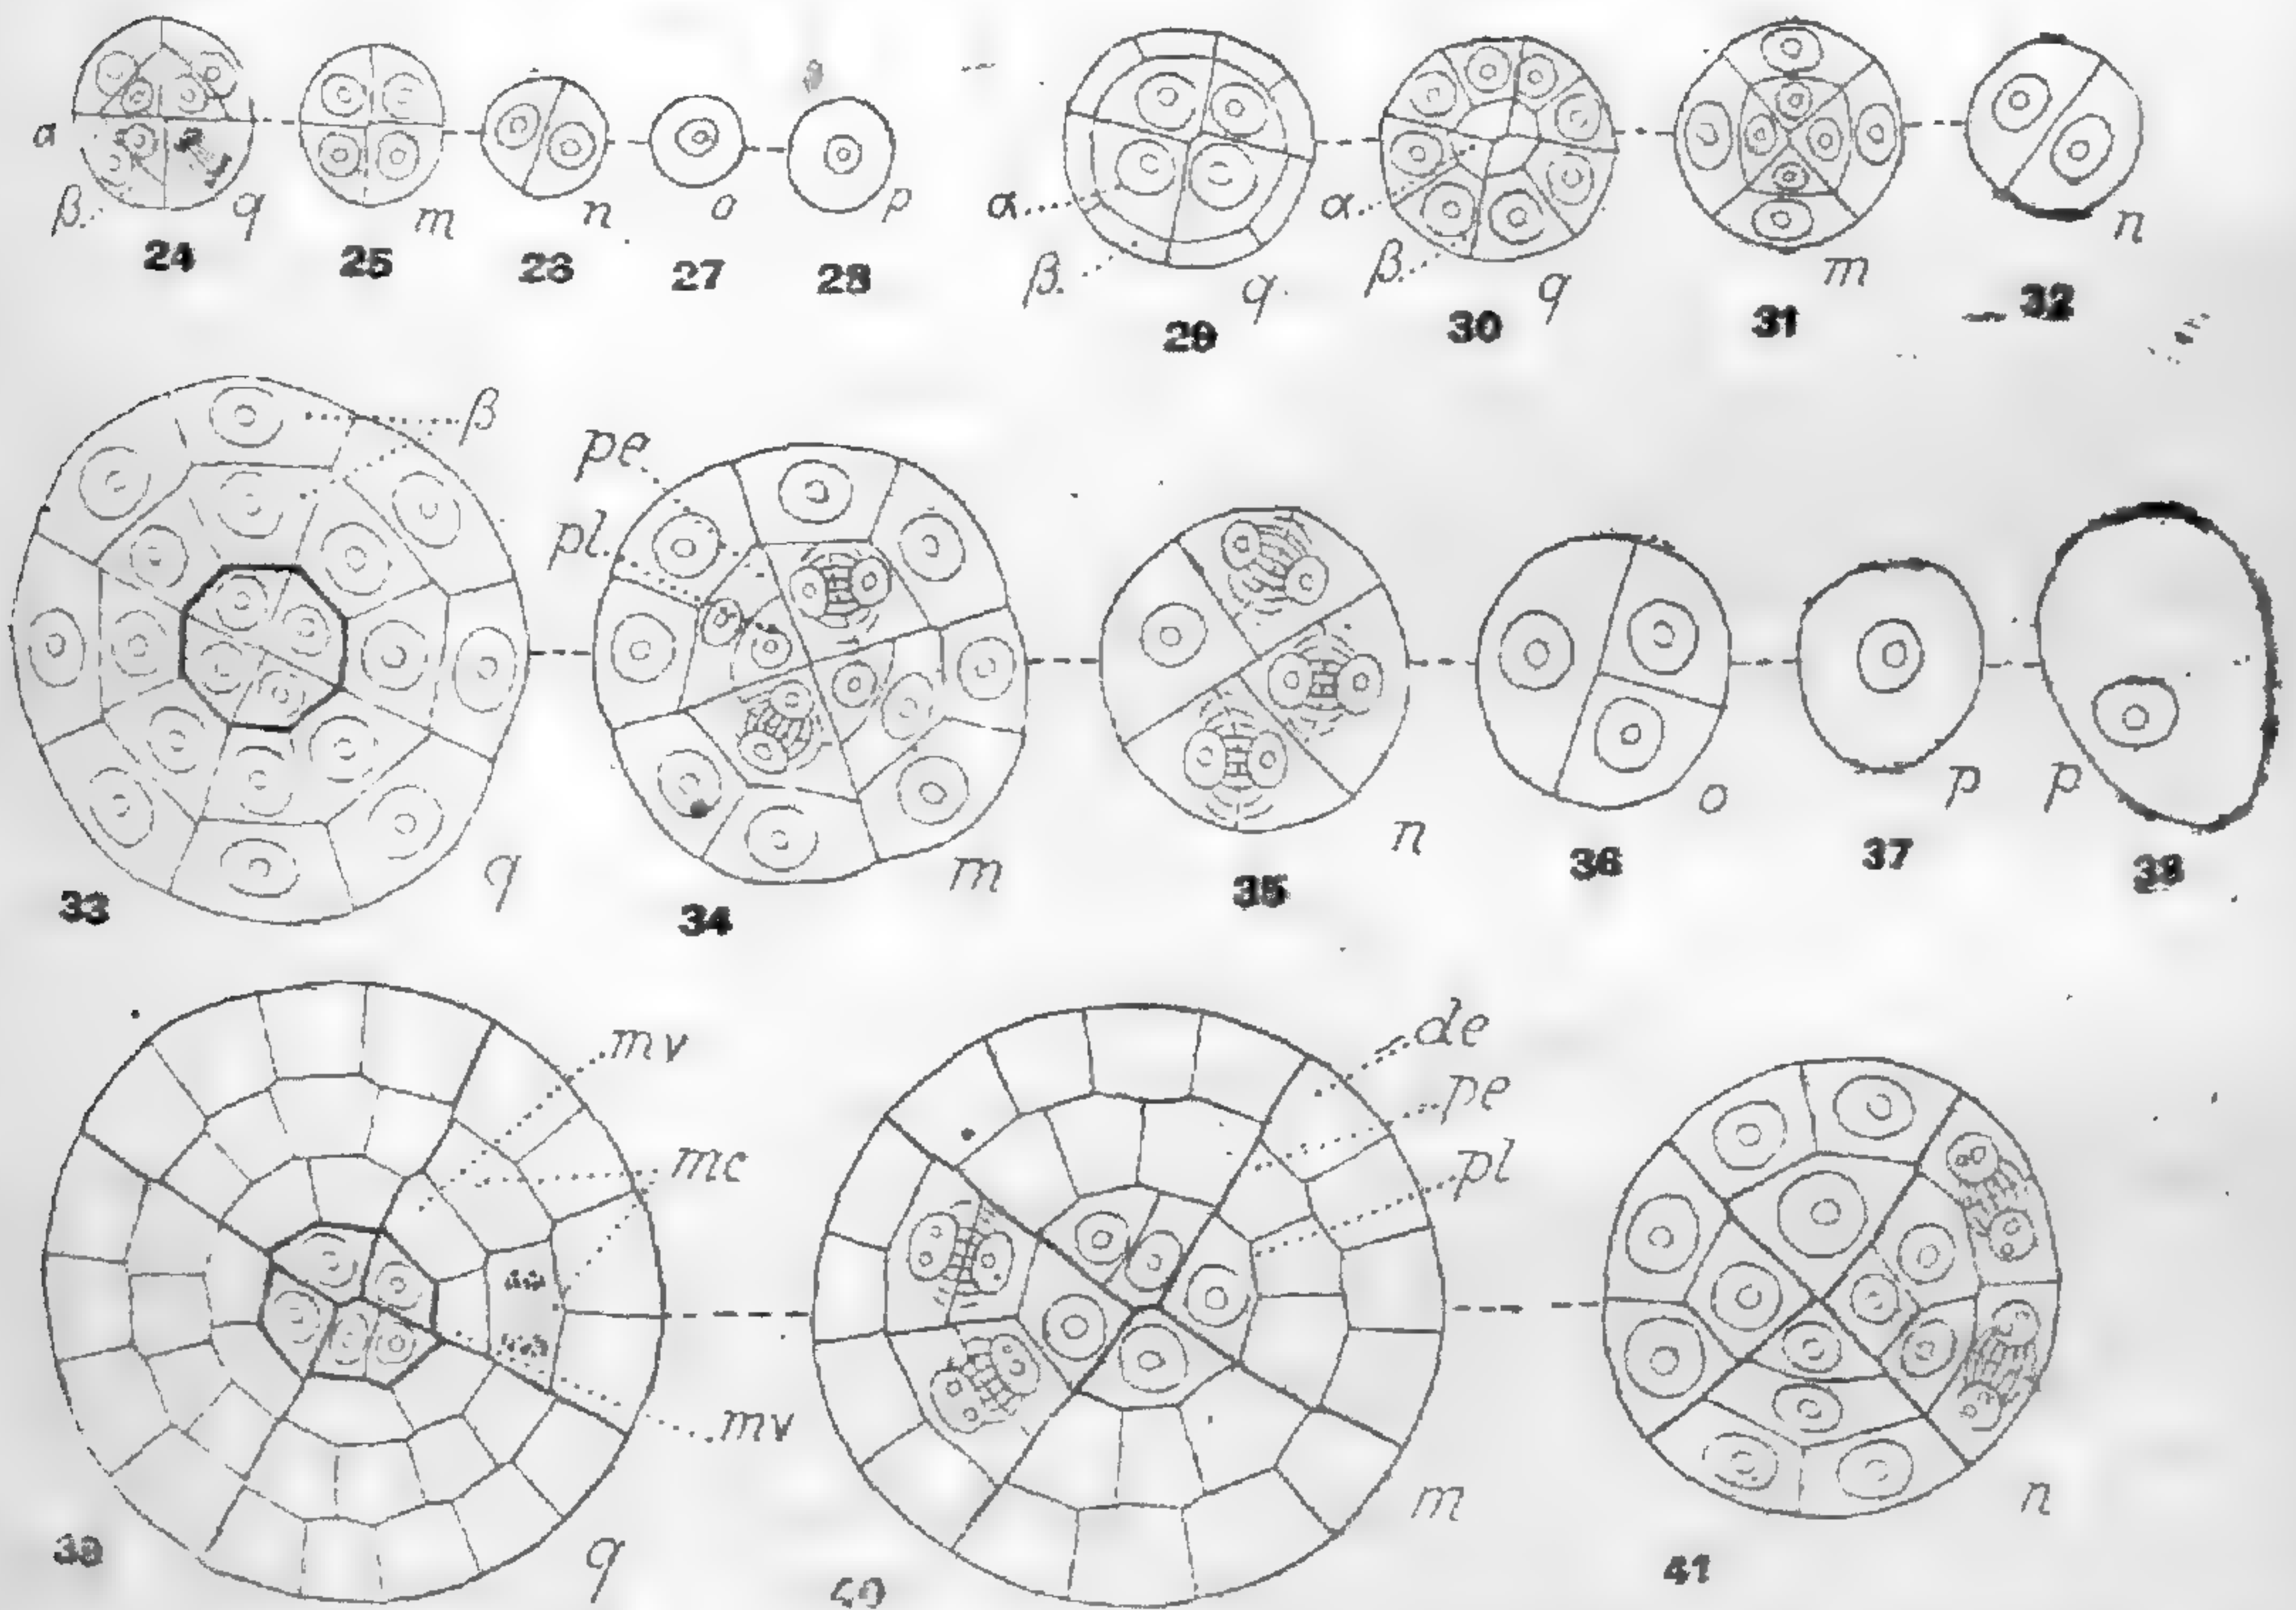 a
β
q
m
n
o
p
24
25
26
27
28
α
β
q
α
β
q
m
n
29
30
31
32
β
pe
pl
q
m
n
o
p
p
33
34
35
36
37
38
mv
mc
mv
q
de
pe
pl
m
n
39
40
41